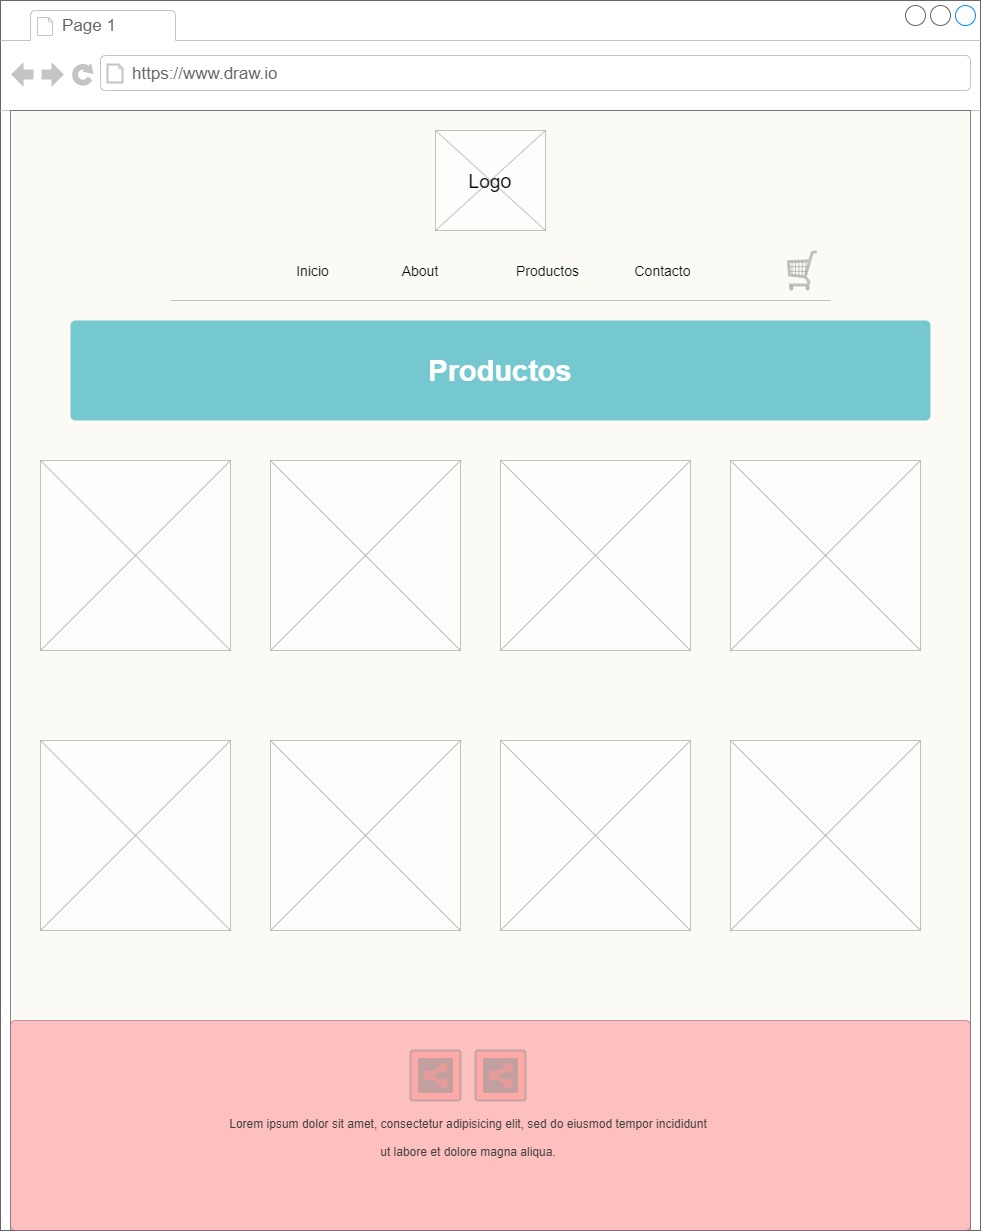 Page 1
https://www.draw.io
Logo
Inicio About Productos Contacto
Productos
Lorem ipsum dolor sit amet, consectetur adipisicing elit, sed do eiusmod tempor incididunt
ut labore et dolore magna aliqua.